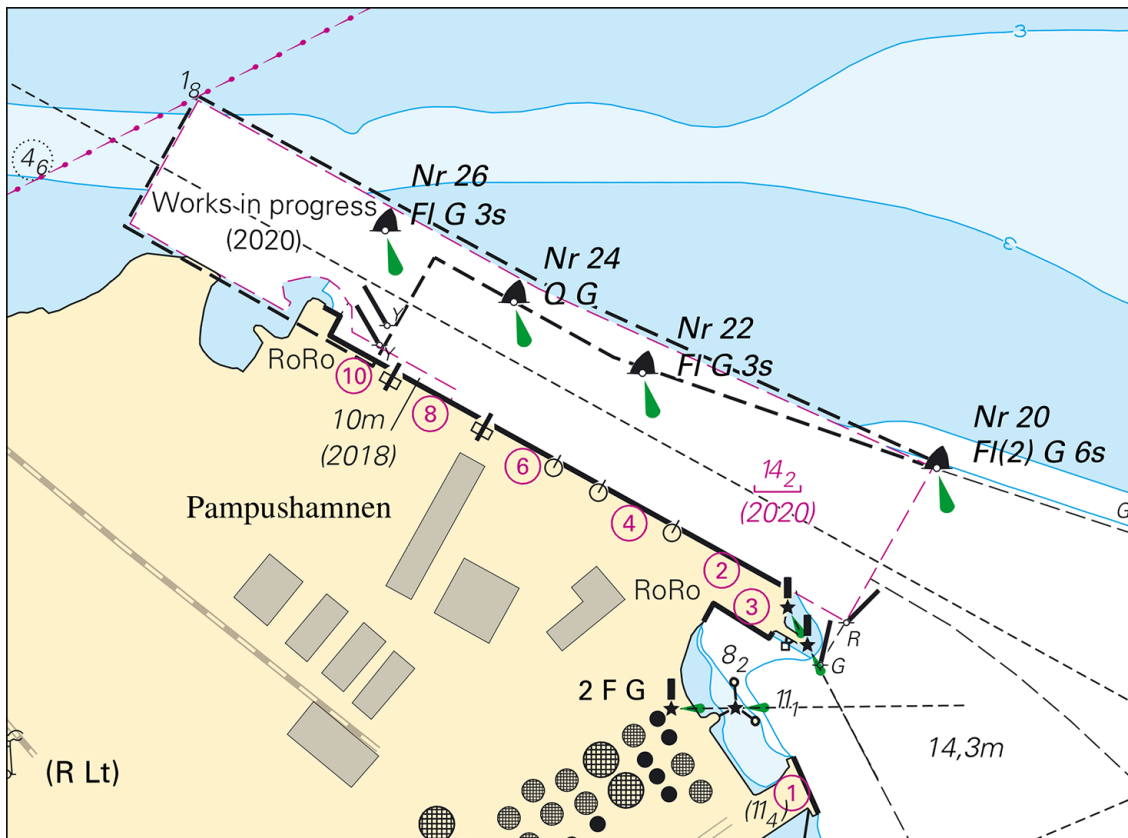 3
1₈
4₆
Nr 26
Fl G 3s
Works in progress
(2020)
3
Nr 24
Q G
Nr 22
Fl G 3s
Y
Y
RoRo
10
8
10m
(2018)
Nr 20
Fl(2) G 6s
6
14₂
(2020)
G
Pampushamnen
4
2
RoRo
3
R
G
8₂
2 F G
11₁
14,3m
(R Lt)
1
(11₄)